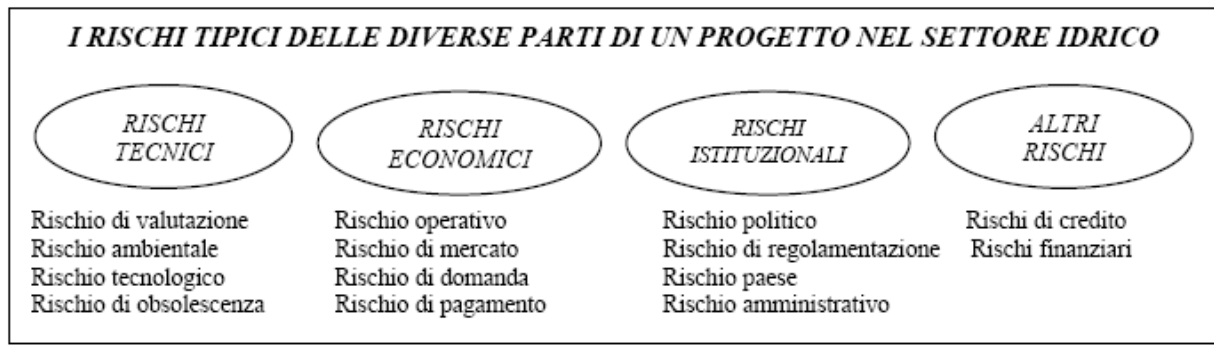 I RISCHI TIPICI DELLE DIVERSE PARTI DI UN PROGETTO NEL SETTORE IDRICO
RISCHI
TECNICI
Rischio di valutazione
Rischio ambientale
Rischio tecnologico
Rischio di obsolescenza
RISCHI
ECONOMICI
Rischio operativo
Rischio di mercato
Rischio di domanda
Rischio di pagamento
RISCHI
ISTITUZIONALI
Rischio politico
Rischio di regolamentazione
Rischio paese
Rischio amministrativo
ALTRI
RISCHI
Rischi di credito
Rischi finanziari